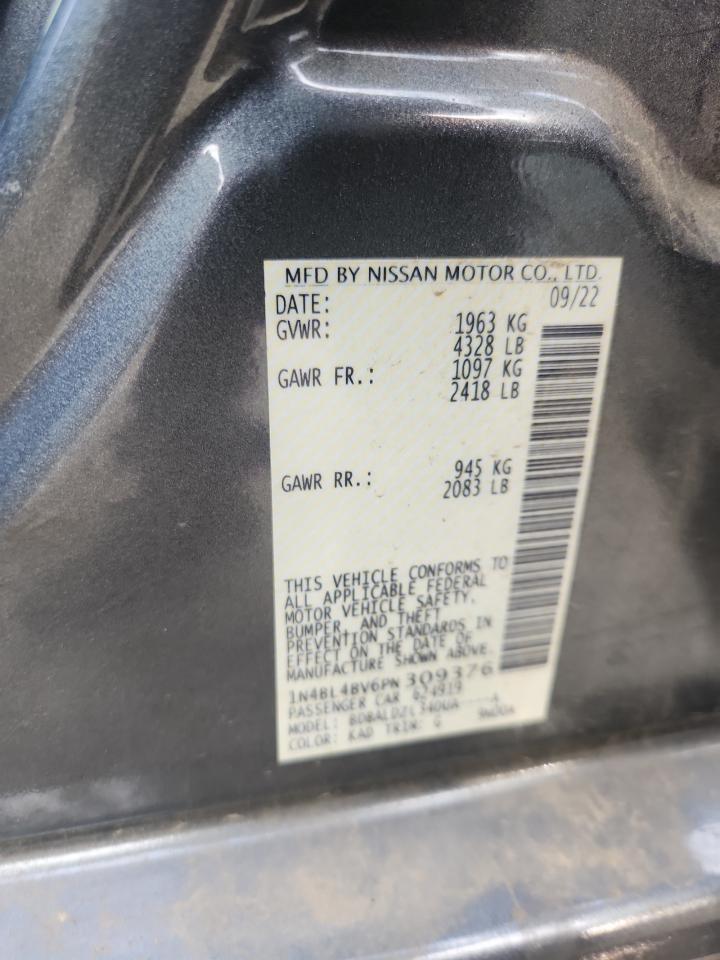 MFD BY NISSAN MOTOR CO., LTD.
DATE: 09/22
GVWR: 1963 KG
4328 LB
GAWR FR.: 1097 KG
2418 LB
GAWR RR.: 945 KG
2083 LB
THIS VEHICLE CONFORMS TO
ALL APPLICABLE FEDERAL
MOTOR VEHICLE SAFETY,
BUMPER, AND THEFT
PREVENTION STANDARDS IN
EFFECT ON THE DATE OF
MANUFACTURE SHOWN ABOVE.
1N4BL4BV6PN309376
PASSENGER CAR
MODEL:
COLOR: KAD TRIM: G